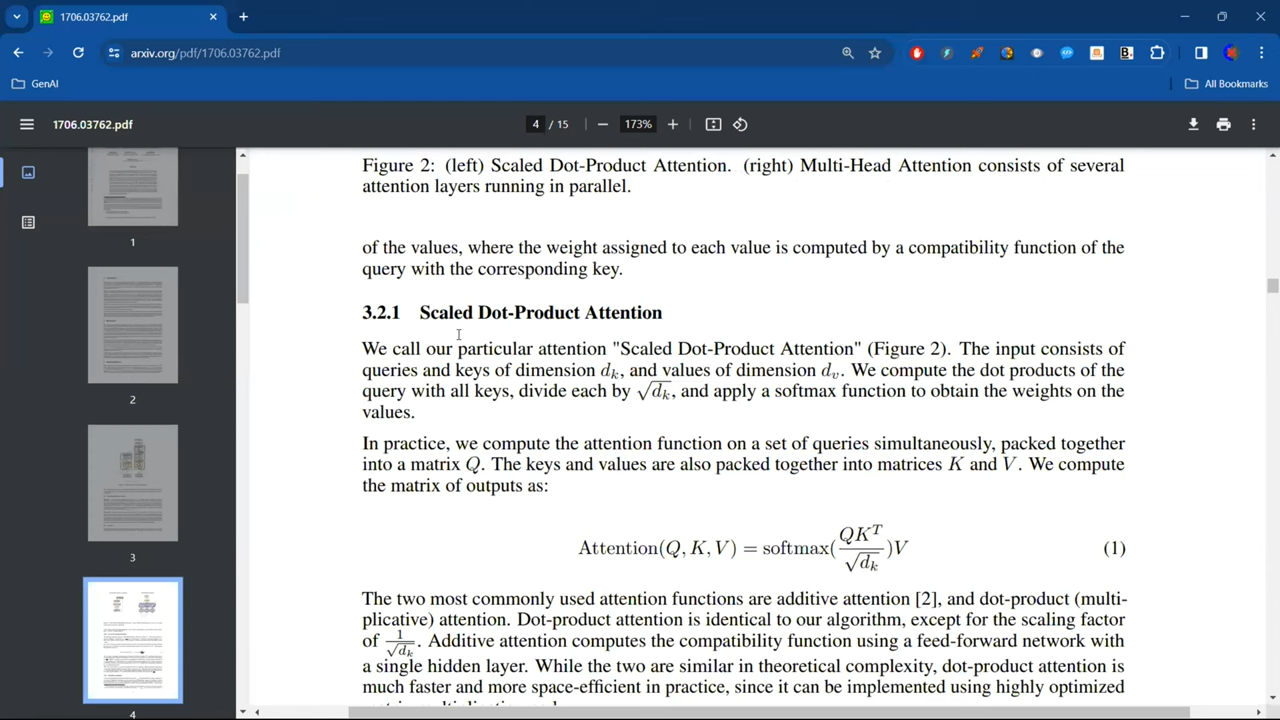 1706.03762.pdf
arxiv.org/pdf/1706.03762.pdf
GenAI
All Bookmarks
1706.03762.pdf
4 / 15
173%
1
2
3
4
Figure 2: (left) Scaled Dot-Product Attention. (right) Multi-Head Attention consists of several
attention layers running in parallel.
of the values, where the weight assigned to each value is computed by a compatibility function of the
query with the corresponding key.
3.2.1 Scaled Dot-Product Attention
We call our particular attention "Scaled Dot-Product Attention" (Figure 2). The input consists of
queries and keys of dimension dₖ, and values of dimension dᵥ. We compute the dot products of the
query with all keys, divide each by √dₖ, and apply a softmax function to obtain the weights on the
values.
In practice, we compute the attention function on a set of queries simultaneously, packed together
into a matrix Q. The keys and values are also packed together into matrices K and V. We compute
the matrix of outputs as:
Attention(Q, K, V) = softmax(QKᵀ/√dₖ)V (1)
The two most commonly used attention functions are additive attention [2], and dot-product (multi-
plicative) attention. Dot-product attention is identical to our algorithm, except for the scaling factor
of 1/√dₖ. Additive attention computes the compatibility function using a feed-forward network with
a single hidden layer. While the two are similar in theoretical complexity, dot-product attention is
much faster and more space-efficient in practice, since it can be implemented using highly optimized